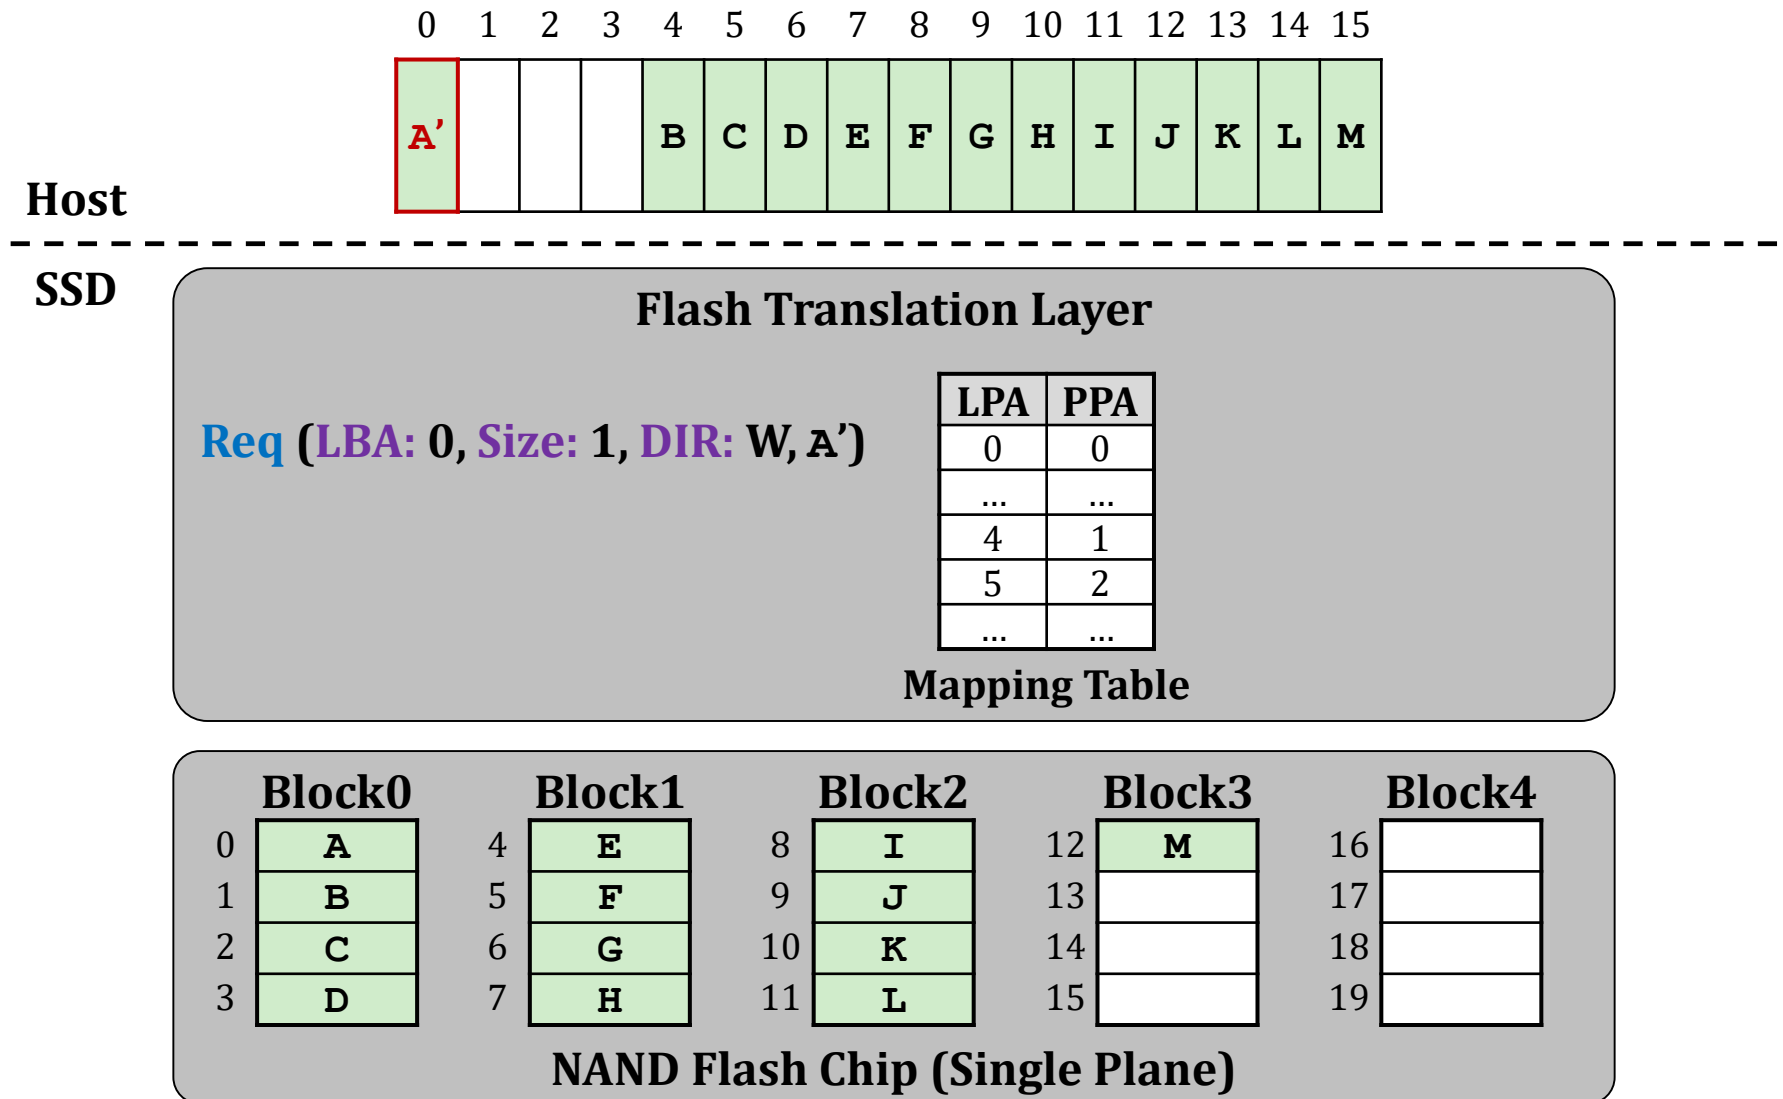 0 1 2 3 4 5 6 7 8 9 10 11 12 13 14 15
A’ B C D E F G H I J K L M
Host
SSD
Flash Translation Layer
Req (LBA: 0, Size: 1, DIR: W, A’)
LPA PPA
0 0
... ...
4 1
5 2
... ...
Mapping Table
Block0 Block1 Block2 Block3 Block4
0 A 4 E 8 I 12 M 16
1 B 5 F 9 J 13 17
2 C 6 G 10 K 14 18
3 D 7 H 11 L 15 19
NAND Flash Chip (Single Plane)